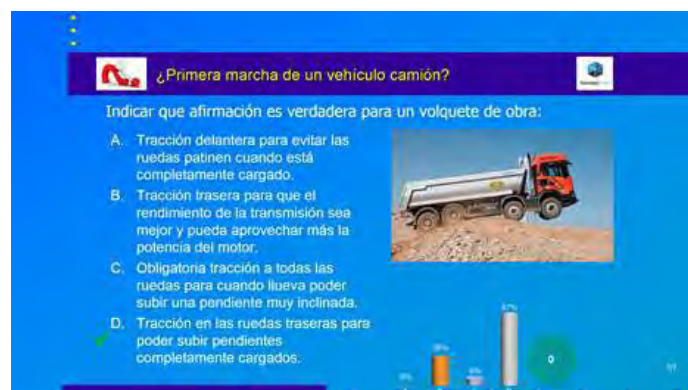 ¿Primera marcha de un vehículo camión?
Indicar que afirmación es verdadera para un volquete de obra:
A. Tracción delantera para evitar las
ruedas patinen cuando está
completamente cargado.
B. Tracción trasera para que el
rendimiento de la transmisión sea
mejor y pueda aprovechar más la
potencia del motor.
C. Obligatoria tracción a todas las
ruedas para cuando llueva poder
subir una pendiente muy inclinada.
D. Tracción en las ruedas traseras para
poder subir pendientes
completamente cargados.
0